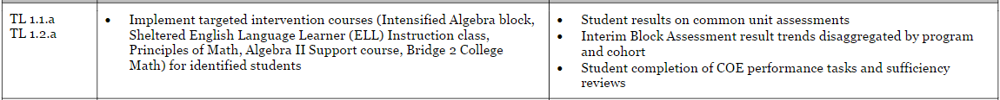 TL 1.1.a
TL 1.2.a
• Implement targeted intervention courses (Intensified Algebra block,
Sheltered English Language Learner (ELL) Instruction class,
Principles of Math, Algebra II Support course, Bridge 2 College
Math) for identified students
• Student results on common unit assessments
• Interim Block Assessment result trends disaggregated by program
and cohort
• Student completion of COE performance tasks and sufficiency
reviews